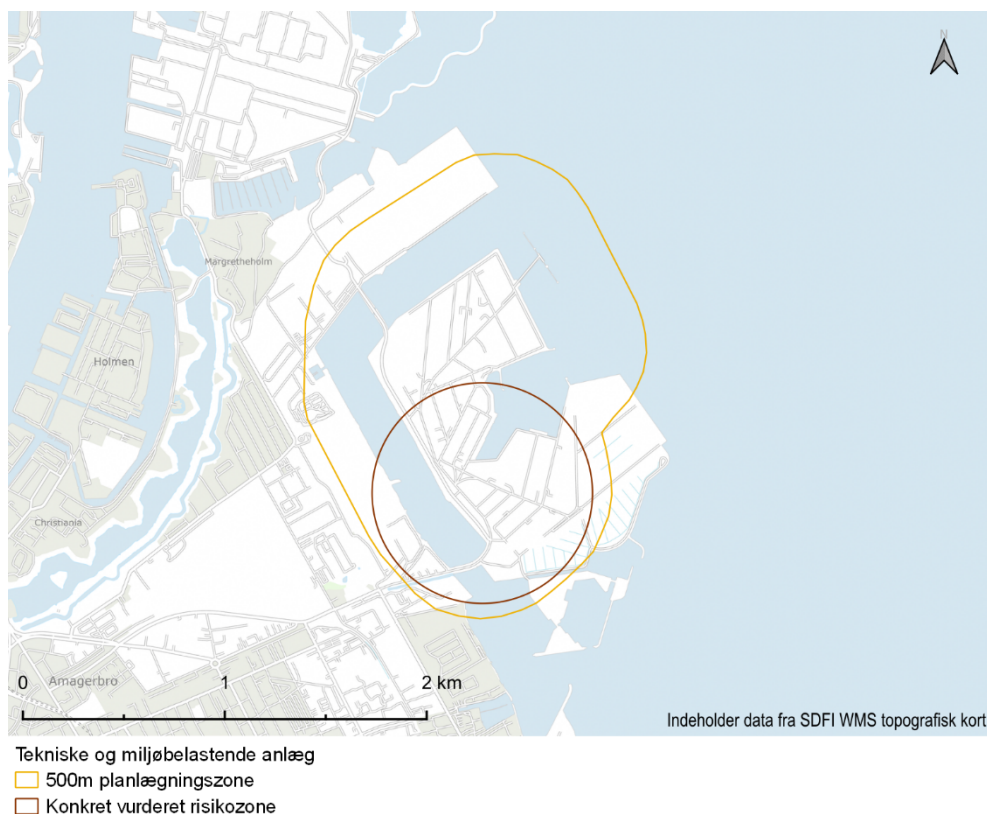 N
Margretheholm
Holmen
Christiania
Amagerbro
0 1 2 km
Indeholder data fra SDFI WMS topografisk kort
Tekniske og miljøbelastende anlæg
500m planlægningszone
Konkret vurderet risikozone